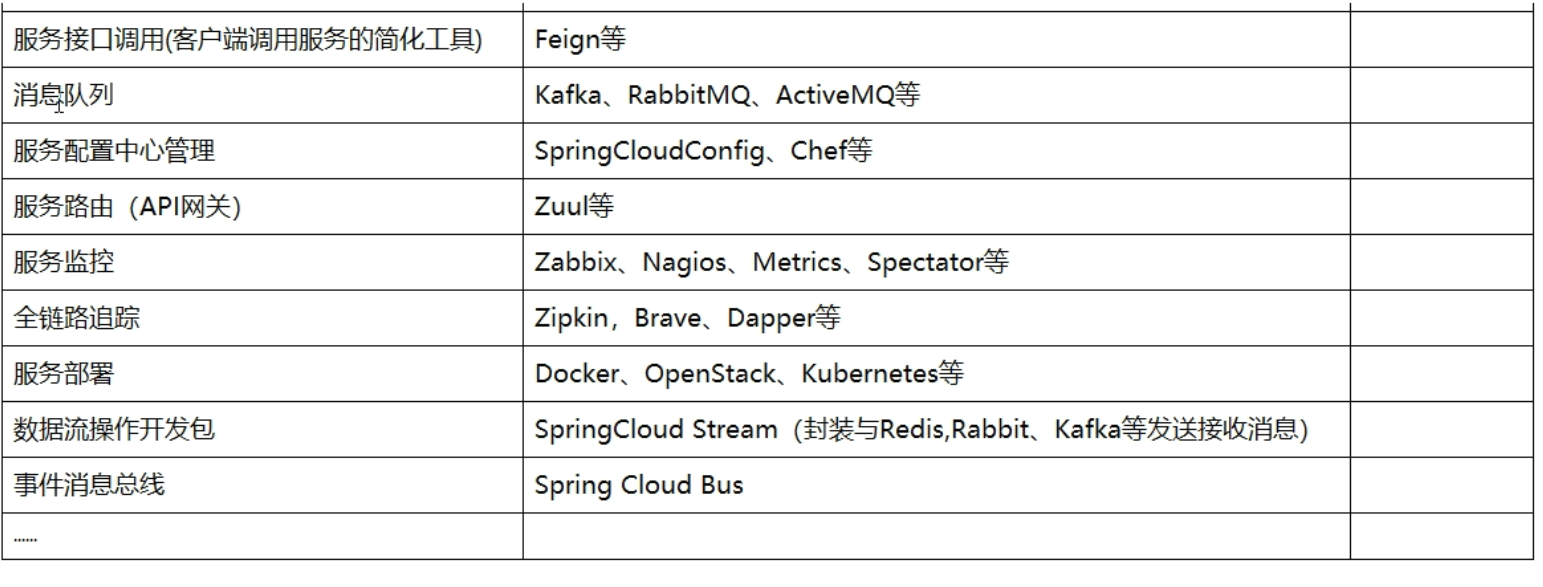 服务接口调用(客户端调用服务的简化工具) Feign等
消息队列 Kafka、RabbitMQ、ActiveMQ等
服务配置中心管理 SpringCloudConfig、Chef等
服务路由（API网关） Zuul等
服务监控 Zabbix、Nagios、Metrics、Spectator等
全链路追踪 Zipkin，Brave、Dapper等
服务部署 Docker、OpenStack、Kubernetes等
数据流操作开发包 SpringCloud Stream（封装与Redis,Rabbit、Kafka等发送接收消息）
事件消息总线 Spring Cloud Bus
......